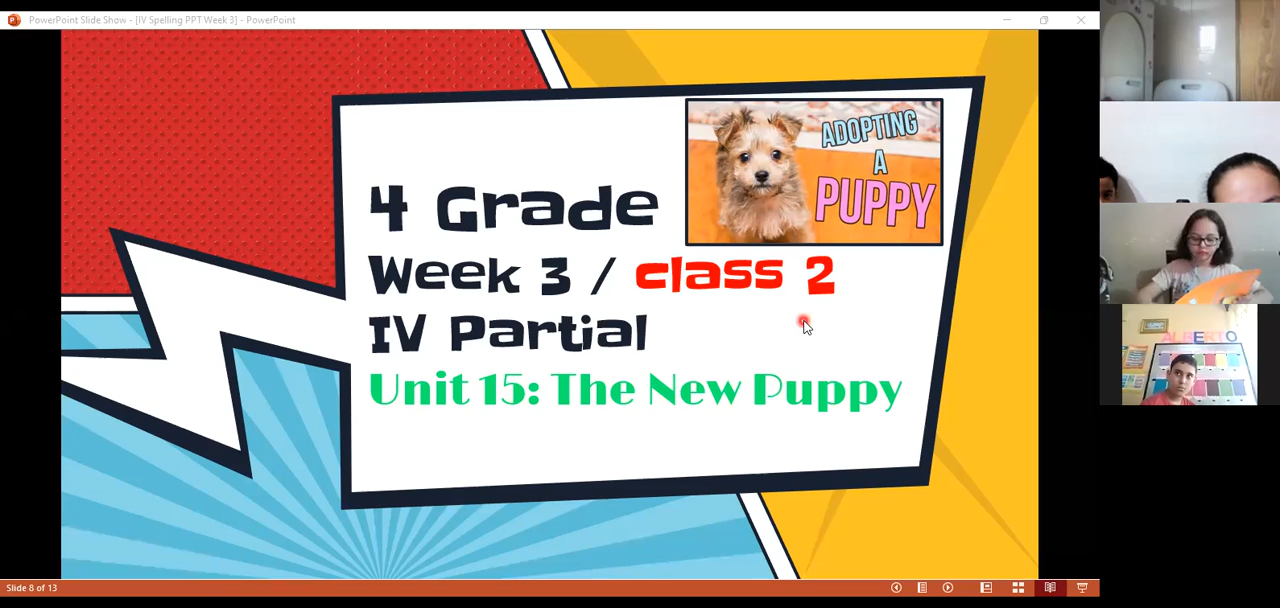 PowerPoint Slide Show - [IV Spelling PPT Week 3] - PowerPoint
ADOPTING
A
PUPPY
4 Grade
Week 3 / class 2
IV Partial
Unit 15: The New Puppy
ALBERTO
Slide 8 of 13